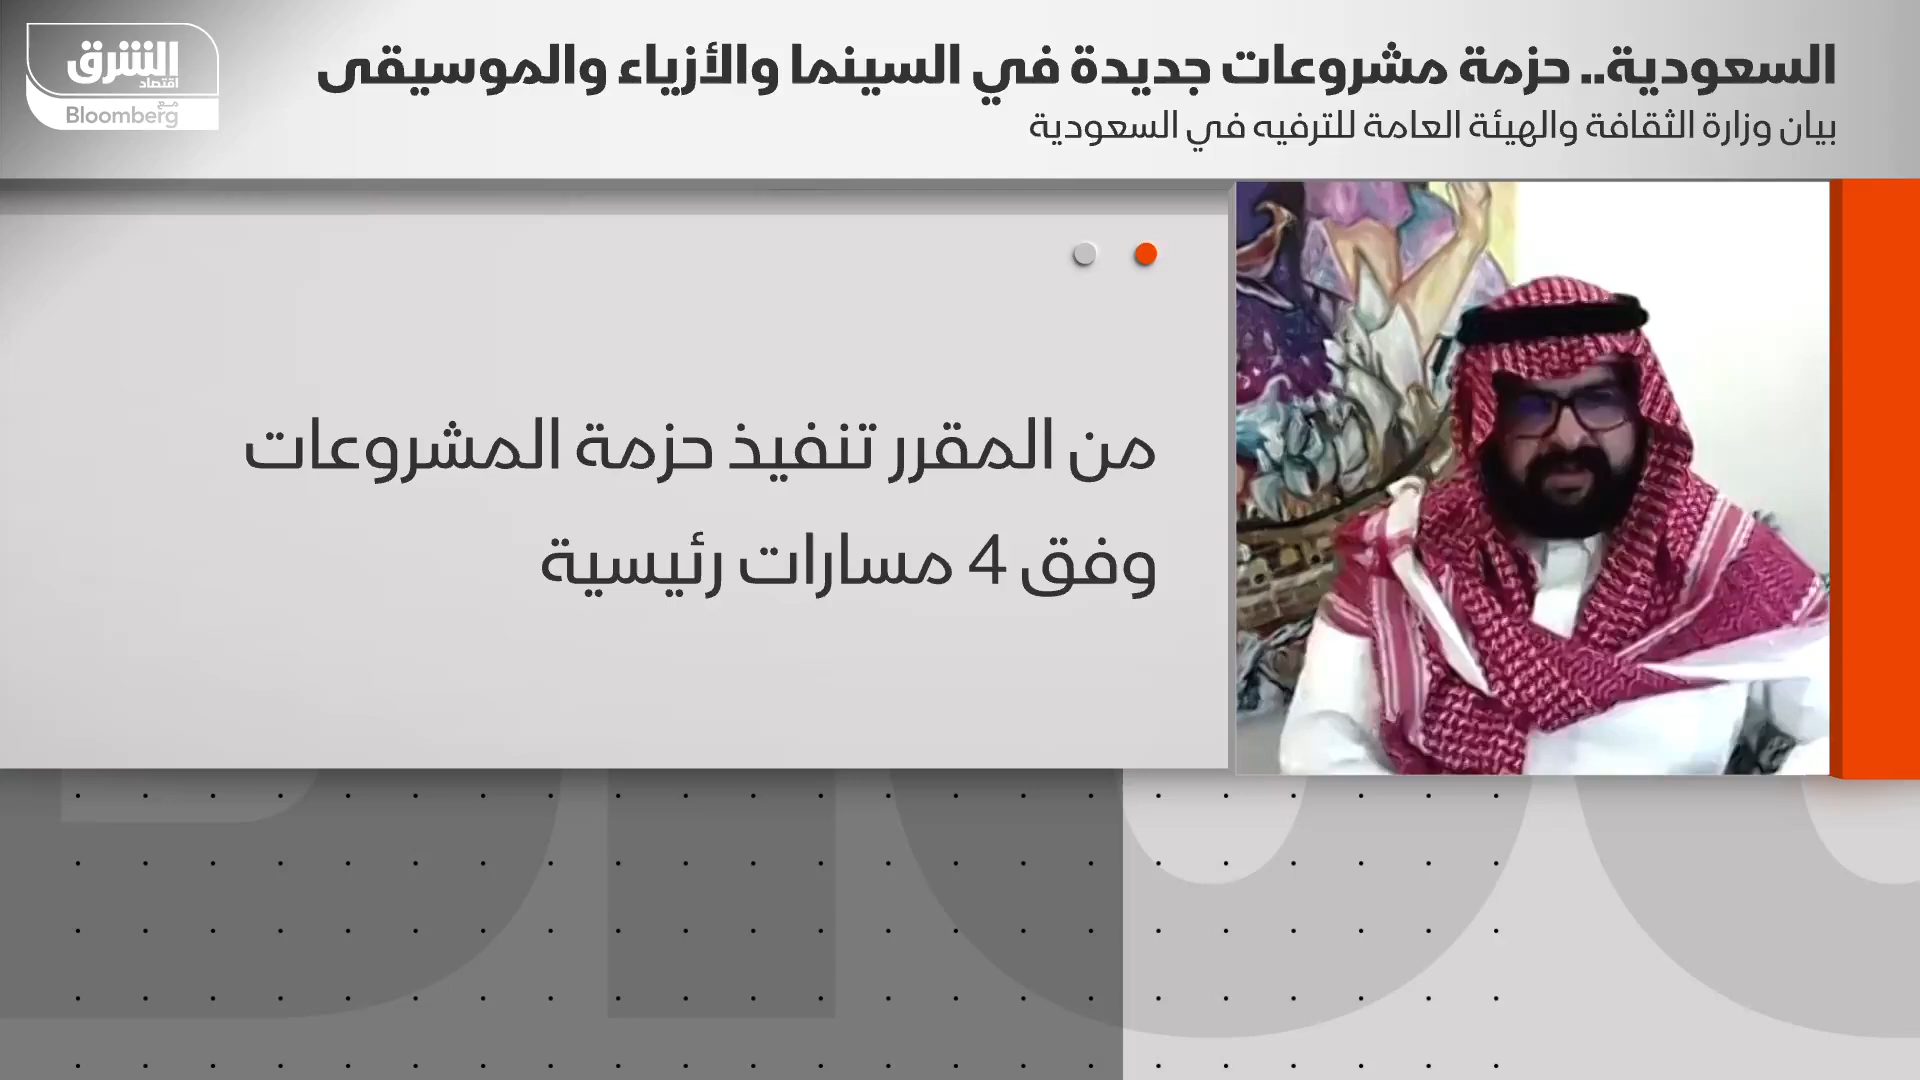 السعودية.. حزمة مشروعات جديدة في السينما والأزياء والموسيقى
بيان وزارة الثقافة والهيئة العامة للترفيه في السعودية
الشرق
اقتصاد
مع
Bloomberg
من المقرر تنفيذ حزمة المشروعات
وفق 4 مسارات رئيسية